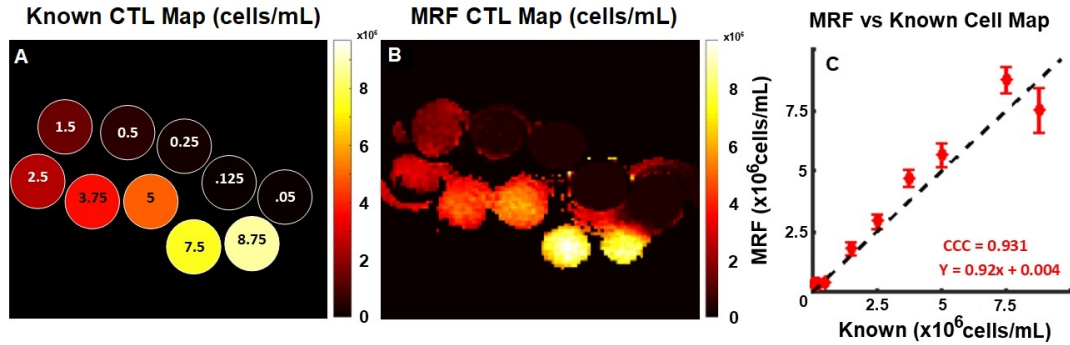 Known CTL Map (cells/mL)
A
1.5
0.5
0.25
2.5
3.75
5
.125
.05
7.5
8.75
x10⁶
8
6
4
2
0
MRF CTL Map (cells/mL)
B
x10⁶
8
6
4
2
0
MRF vs Known Cell Map
C
MRF (x10⁶cells/mL)
7.5
5
2.5
0
2.5
5
7.5
CCC = 0.931
Y = 0.92x + 0.004
Known (x10⁶cells/mL)